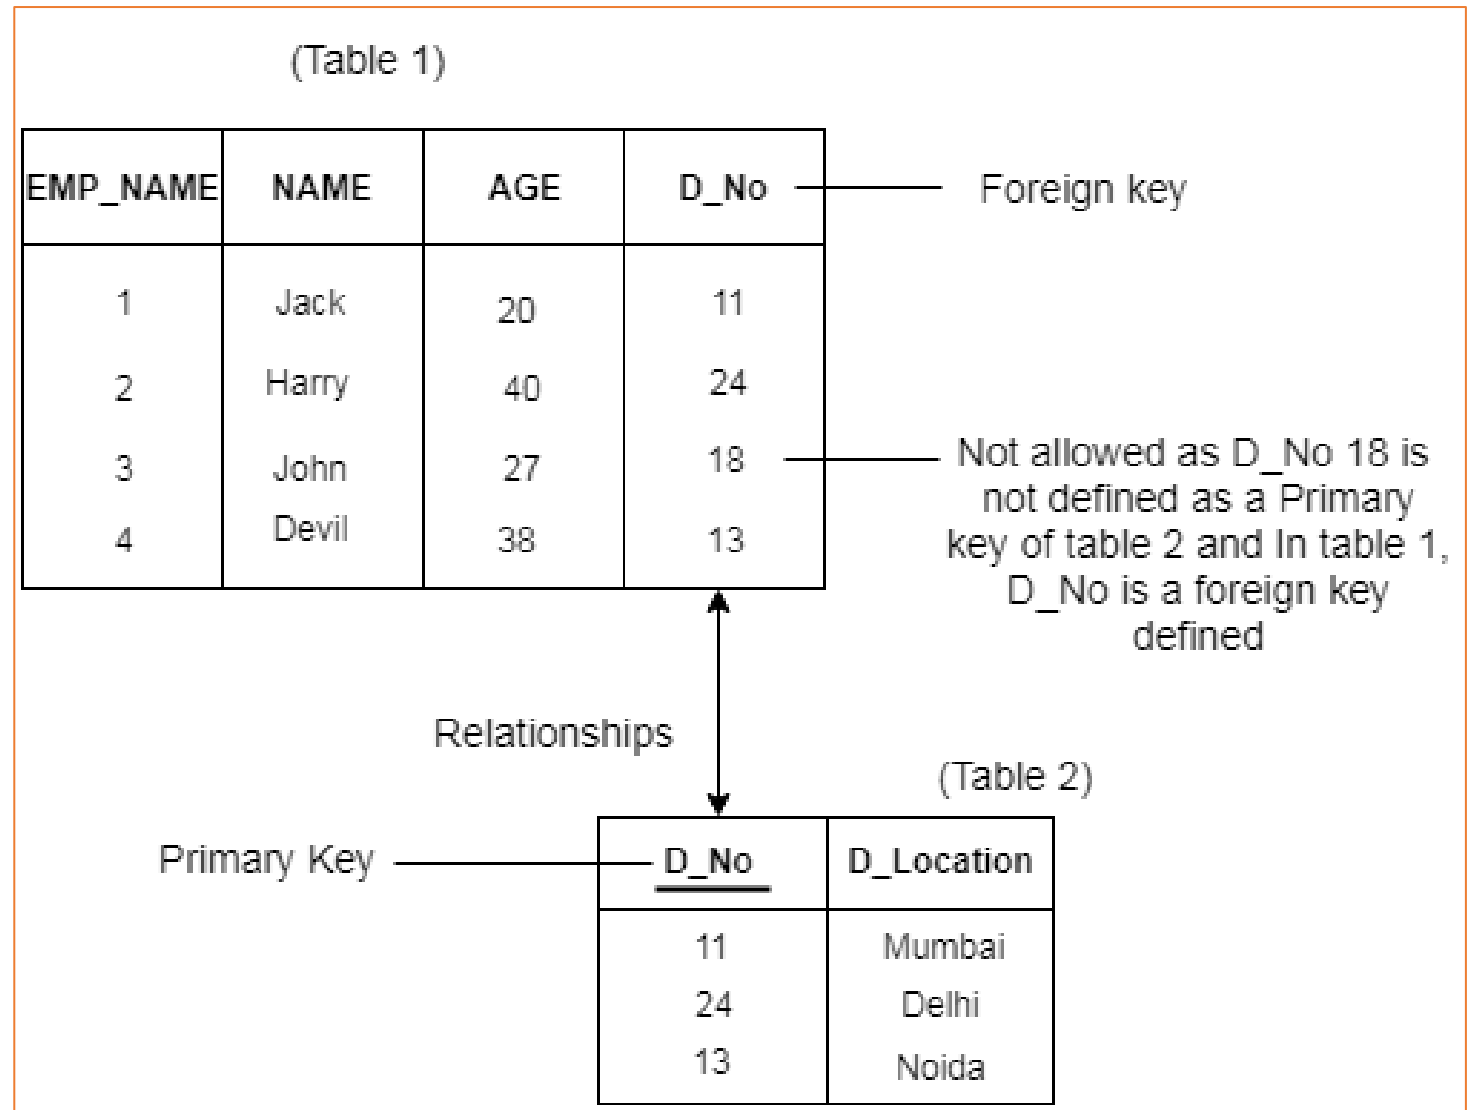 (Table 1)
EMP_NAME NAME AGE D_No Foreign key
1 Jack 20 11
2 Harry 40 24
3 John 27 18
4 Devil 38 13
Not allowed as D_No 18 is
not defined as a Primary
key of table 2 and In table 1,
D_No is a foreign key
defined
Relationships
(Table 2)
Primary Key D_No D_Location
11 Mumbai
24 Delhi
13 Noida